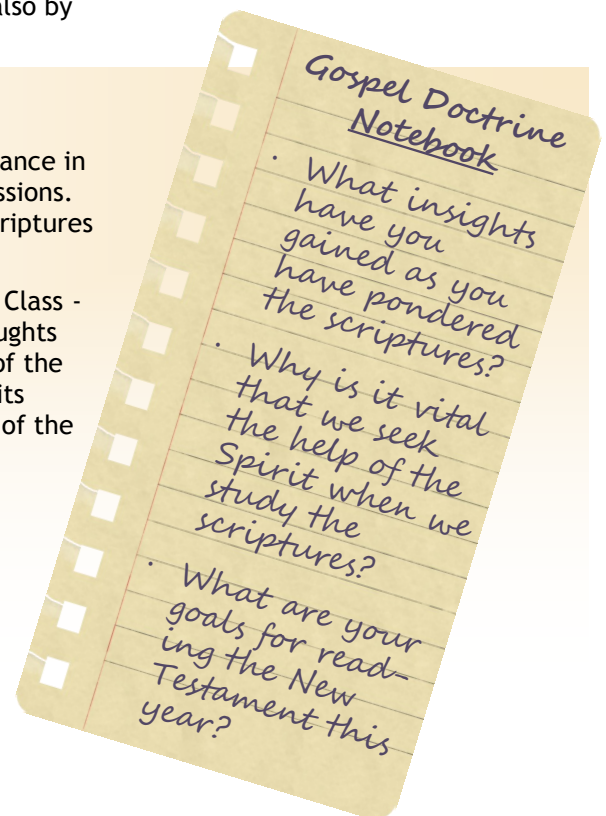 also by
ance in
ssions.
criptures
Class -
ughts
of the
its
of the
Gospel Doctrine
Notebook
· What insights
have you
gained as you
have pondered
the scriptures?
· Why is it vital
that we seek
the help of the
Spirit when we
study the
scriptures?
· What are your
goals for read-
ing the New
Testament this
year?